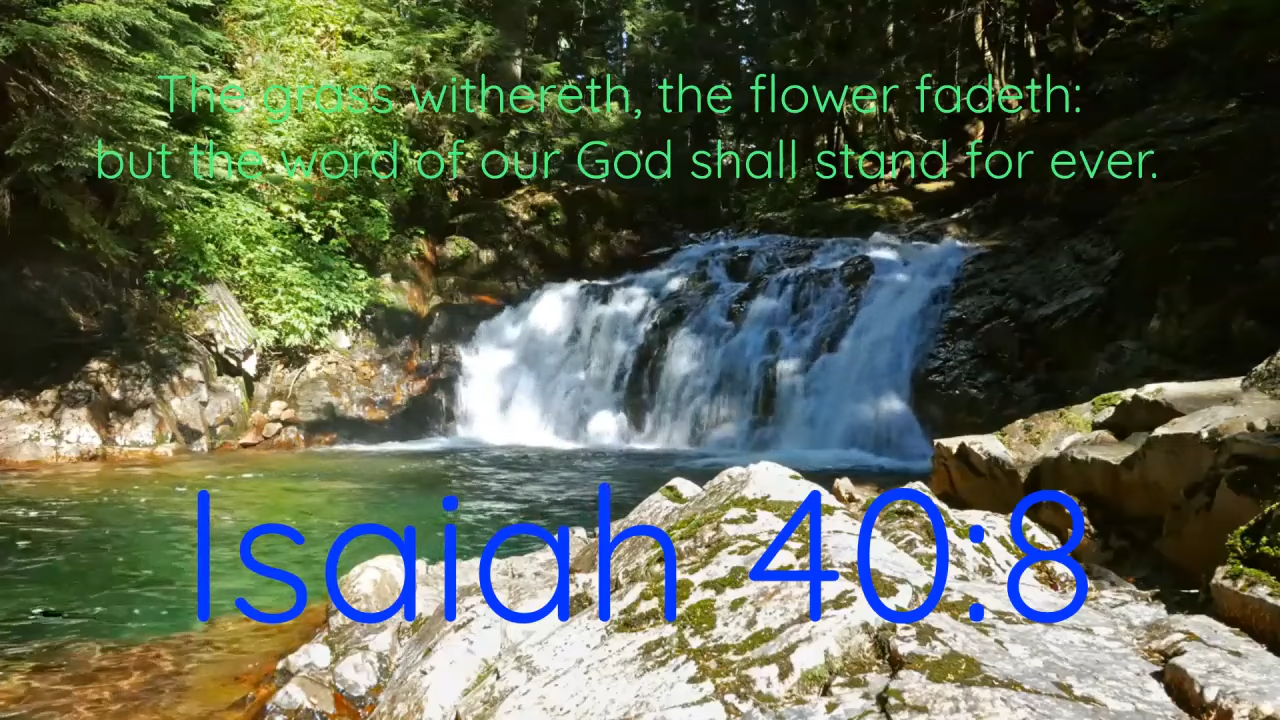 The grass withereth, the flower fadeth:
but the word of our God shall stand for ever.
Isaiah 40:8